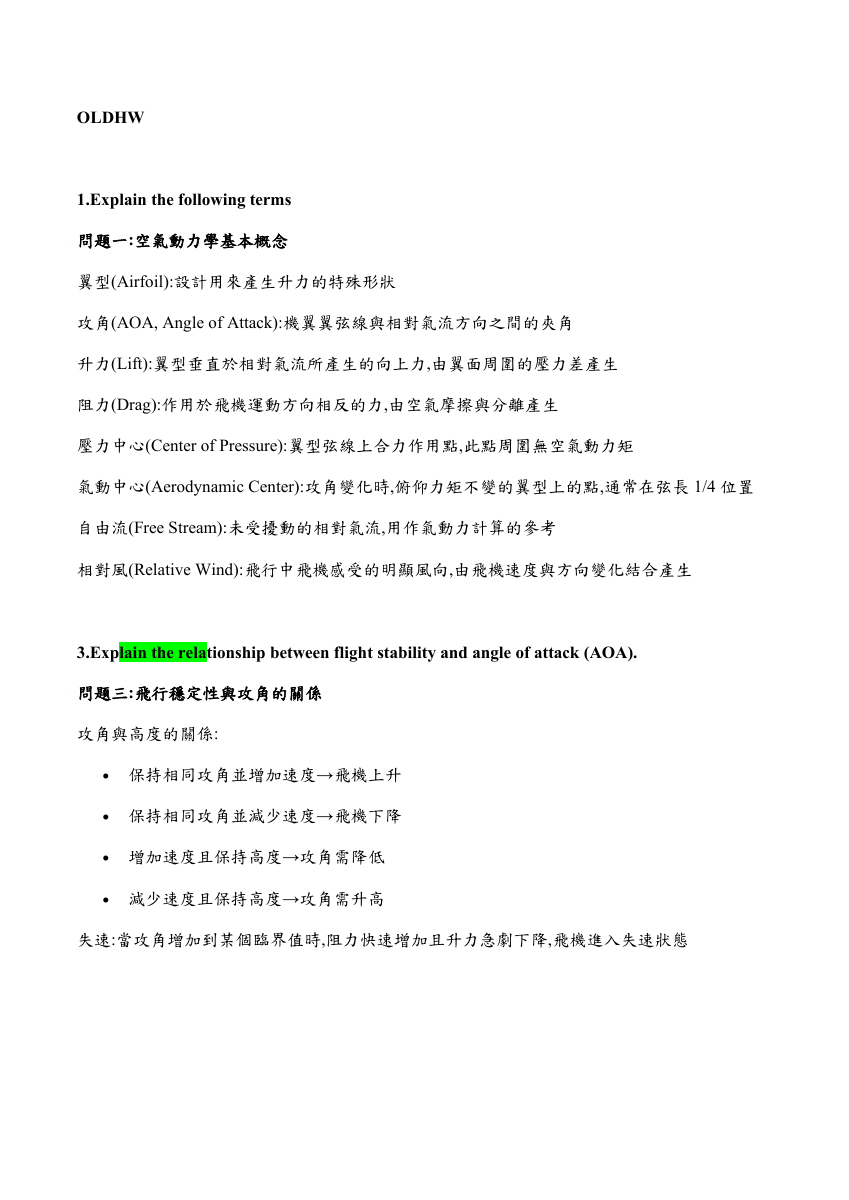 OLDHW
1.Explain the following terms
問題一:空氣動力學基本概念
翼型(Airfoil):設計用來產生升力的特殊形狀
攻角(AOA, Angle of Attack):機翼翼弦線與相對氣流方向之間的夾角
升力(Lift):翼型垂直於相對氣流所產生的向上力,由翼面周圍的壓力差產生
阻力(Drag):作用於飛機運動方向相反的力,由空氣摩擦與分離產生
壓力中心(Center of Pressure):翼型弦線上合力作用點,此點周圍無空氣動力矩
氣動中心(Aerodynamic Center):攻角變化時,俯仰力矩不變的翼型上的點,通常在弦長 1/4 位置
自由流(Free Stream):未受擾動的相對氣流,用作氣動力計算的參考
相對風(Relative Wind):飛行中飛機感受的明顯風向,由飛機速度與方向變化結合產生
3.Explain the relationship between flight stability and angle of attack (AOA).
問題三:飛行穩定性與攻角的關係
攻角與高度的關係:
• 保持相同攻角並增加速度→飛機上升
• 保持相同攻角並減少速度→飛機下降
• 增加速度且保持高度→攻角需降低
• 減少速度且保持高度→攻角需升高
失速:當攻角增加到某個臨界值時,阻力快速增加且升力急劇下降,飛機進入失速狀態